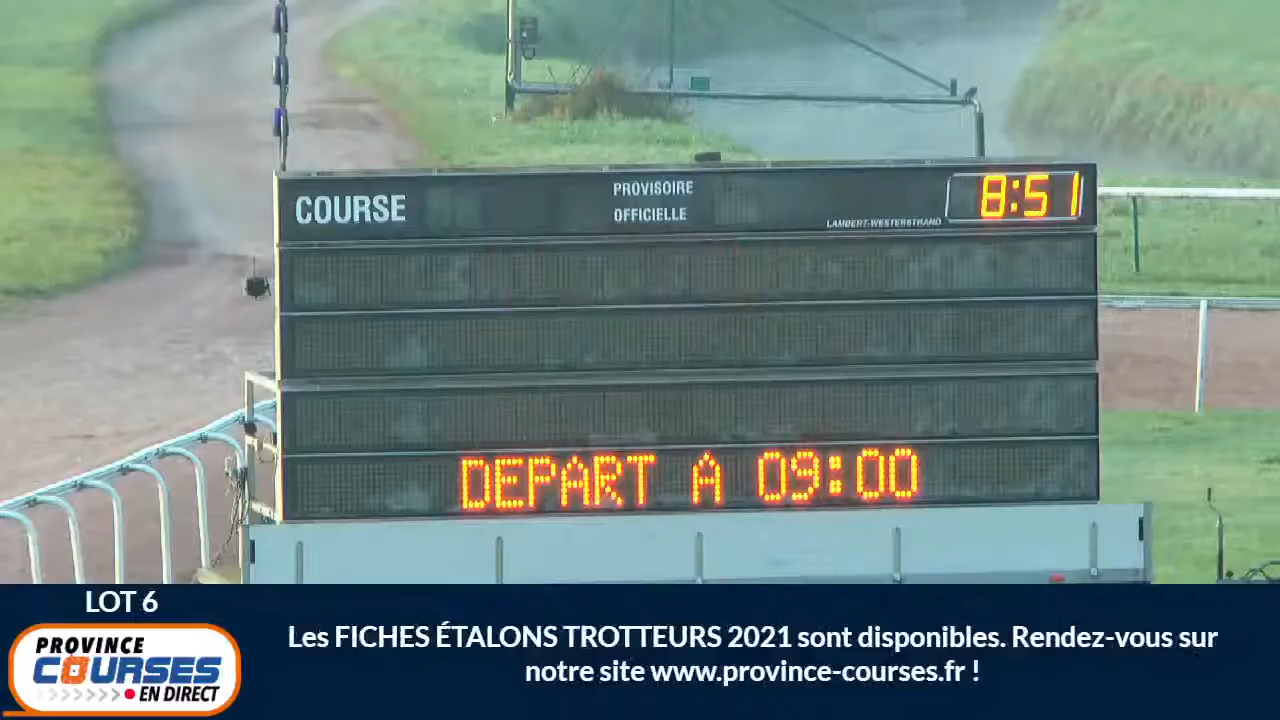 COURSE
PROVISOIRE
OFFICIELLE
8:51
LAMBERT-WESTERSTRAND
DEPART A 09:00
LOT 6
PROVINCE
COURSES
EN DIRECT
Les FICHES ÉTALONS TROTTEURS 2021 sont disponibles. Rendez-vous sur
notre site www.province-courses.fr !